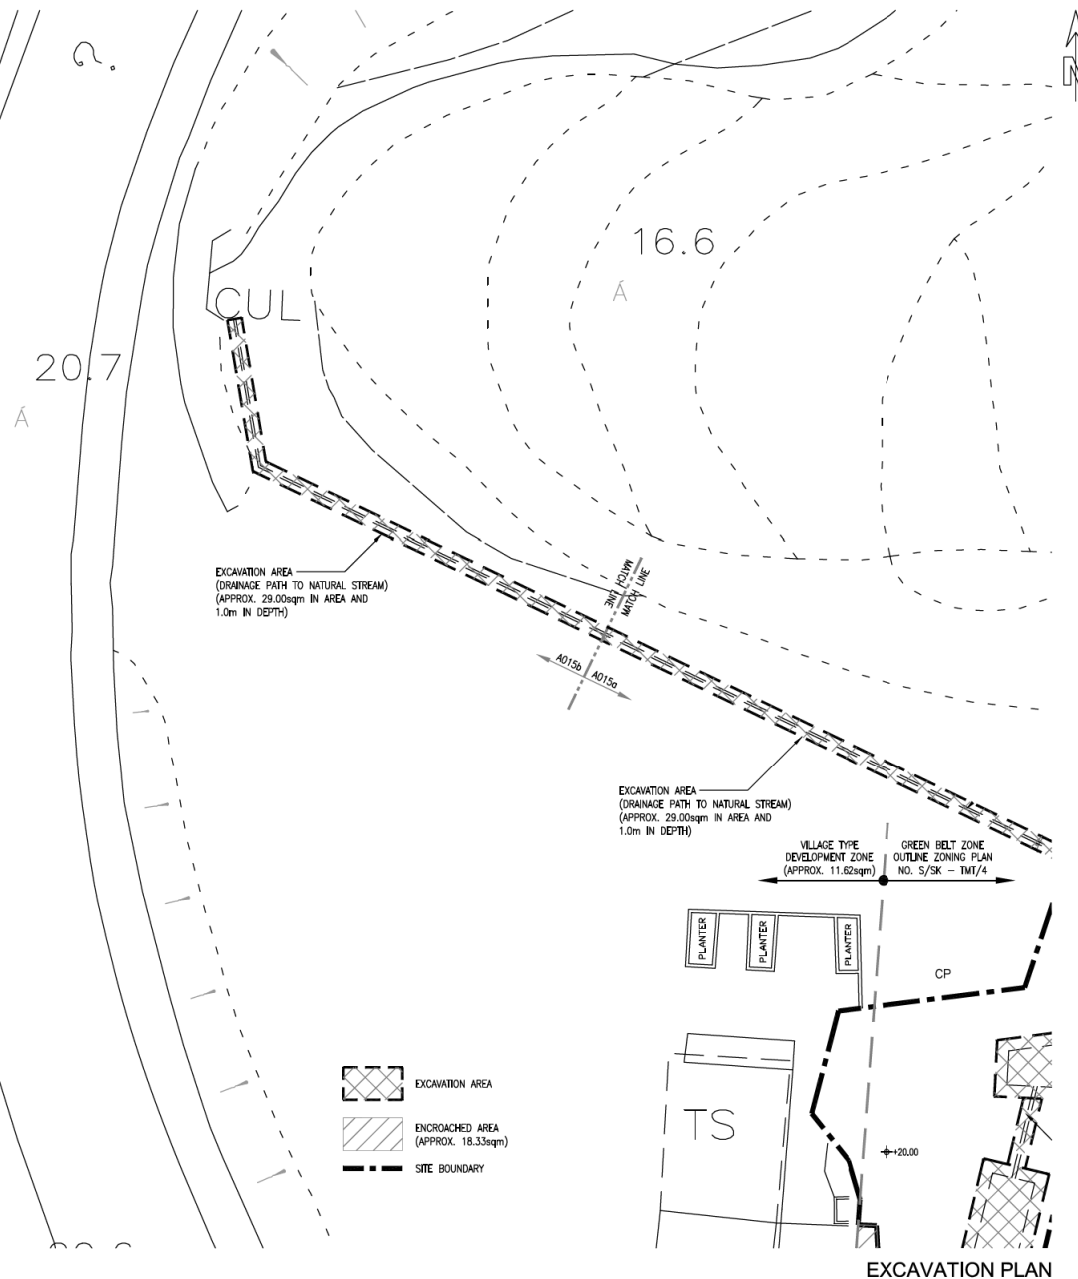 N
16.6
Á
CUL
20.7
Á
EXCAVATION AREA
(DRAINAGE PATH TO NATURAL STREAM)
(APPROX. 29.00sqm IN AREA AND
1.0m IN DEPTH)
MATCH LINE
MATCH LINE
A015b
A015a
EXCAVATION AREA
(DRAINAGE PATH TO NATURAL STREAM)
(APPROX. 29.00sqm IN AREA AND
1.0m IN DEPTH)
VILLAGE TYPE
DEVELOPMENT ZONE
(APPROX. 11.62sqm)
GREEN BELT ZONE
OUTLINE ZONING PLAN
NO. S/SK - TMT/4
PLANTER
PLANTER
PLANTER
CP
TS
+20.00
EXCAVATION AREA
ENCROACHED AREA
(APPROX. 18.33sqm)
SITE BOUNDARY
EXCAVATION PLAN